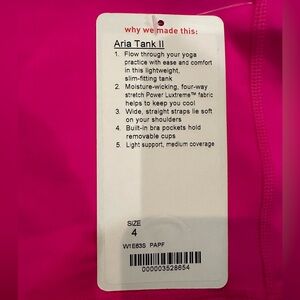 why we made this:
Aria Tank II
1. Flow through your yoga
practice with ease and comfort
in this lightweight,
slim-fitting tank
2. Moisture-wicking, four-way
stretch Power Luxtreme™ fabric
helps to keep you cool
3. Wide, straight straps lie soft
on your shoulders
4. Built-in bra pockets hold
removable cups
5. Light support, medium coverage
SIZE
4
W1E63S PAPF
000003528654